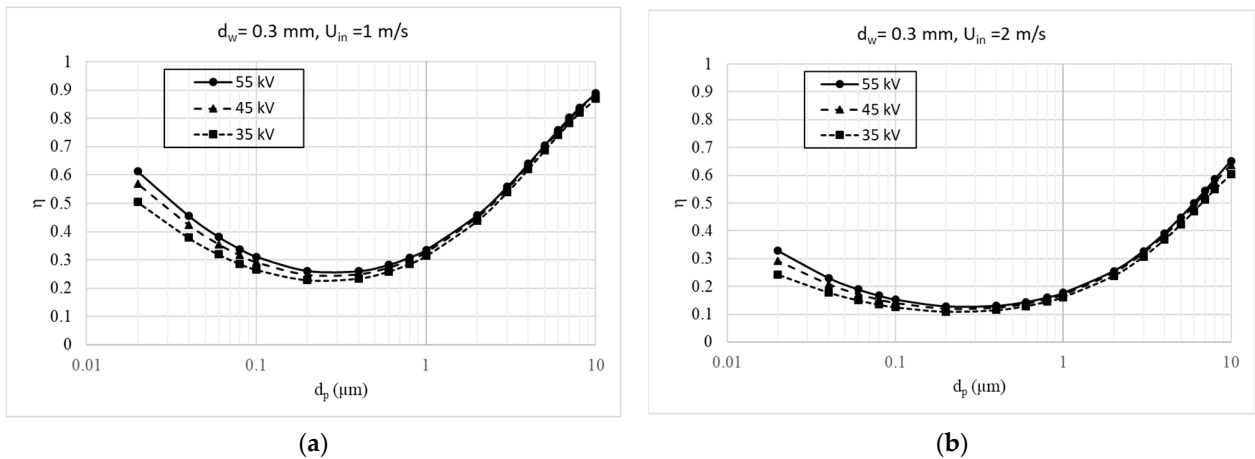 d_w= 0.3 mm, U_in =1 m/s
1
0.9
0.8
0.7
0.6
0.5
0.4
0.3
0.2
0.1
0
η
55 kV
45 kV
35 kV
0.01 0.1 1 10
d_p (μm)
(a)
d_w= 0.3 mm, U_in =2 m/s
1
0.9
0.8
0.7
0.6
0.5
0.4
0.3
0.2
0.1
0
η
55 kV
45 kV
35 kV
0.01 0.1 1 10
d_p (μm)
(b)